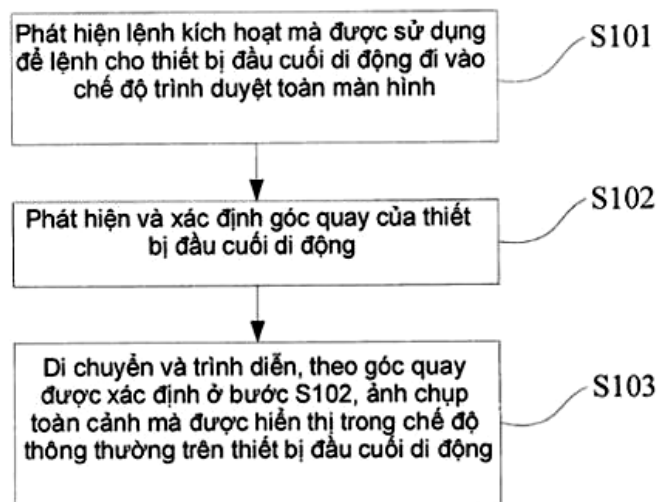 Phát hiện lệnh kích hoạt mà được sử dụng
để lệnh cho thiết bị đầu cuối di động đi vào
chế độ trình duyệt toàn màn hình
S101
Phát hiện và xác định góc quay của thiết
bị đầu cuối di động
S102
Di chuyển và trình diễn, theo góc quay
được xác định ở bước S102, ảnh chụp
toàn cảnh mà được hiển thị trong chế độ
thông thường trên thiết bị đầu cuối di động
S103